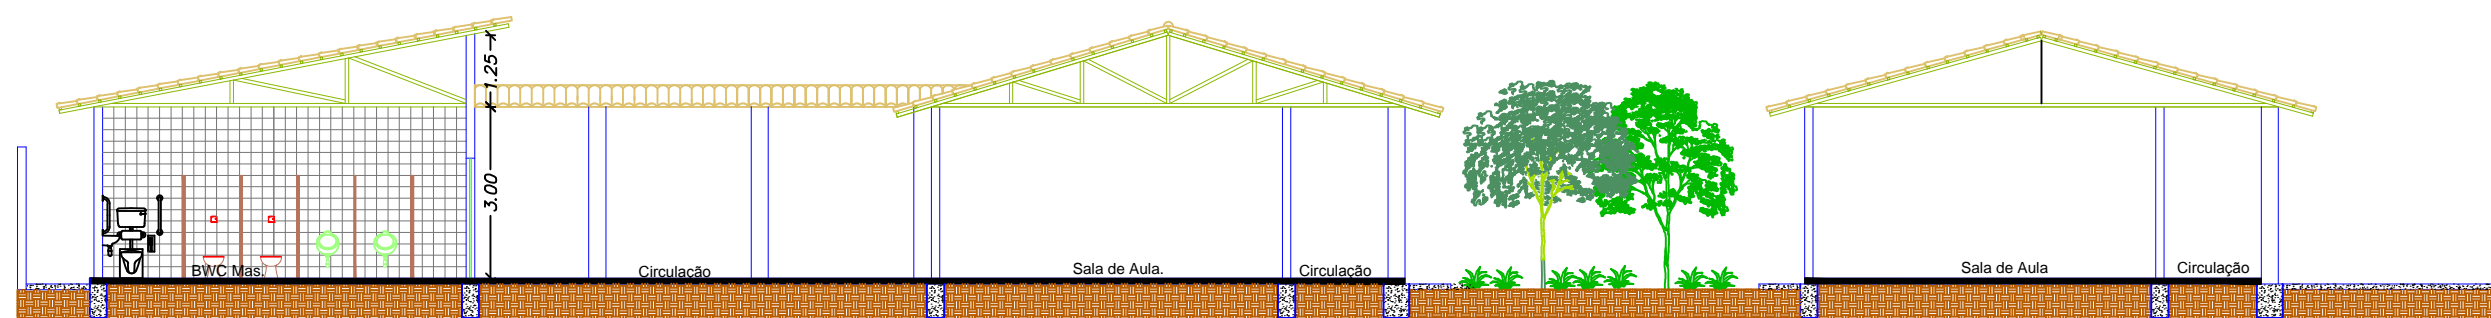 1.25
3.00
BWC Mas.
Circulação
Sala de Aula.
Circulação
Sala de Aula
Circulação